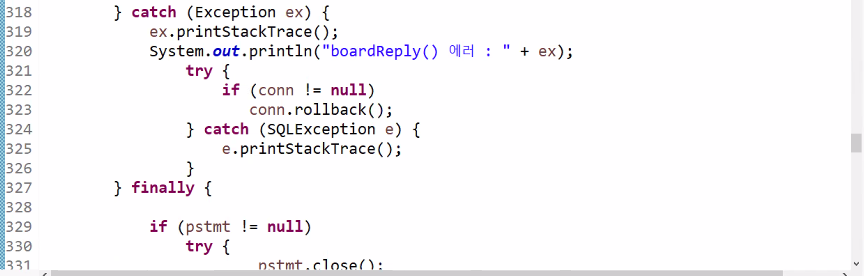 318 } catch (Exception ex) {
319 ex.printStackTrace();
320 System.out.println("boardReply() 에러 : " + ex);
321 try {
322 if (conn != null)
323 conn.rollback();
324 } catch (SQLException e) {
325 e.printStackTrace();
326 }
327 } finally {
328
329 if (pstmt != null)
330 try {
331 pstmt.close();